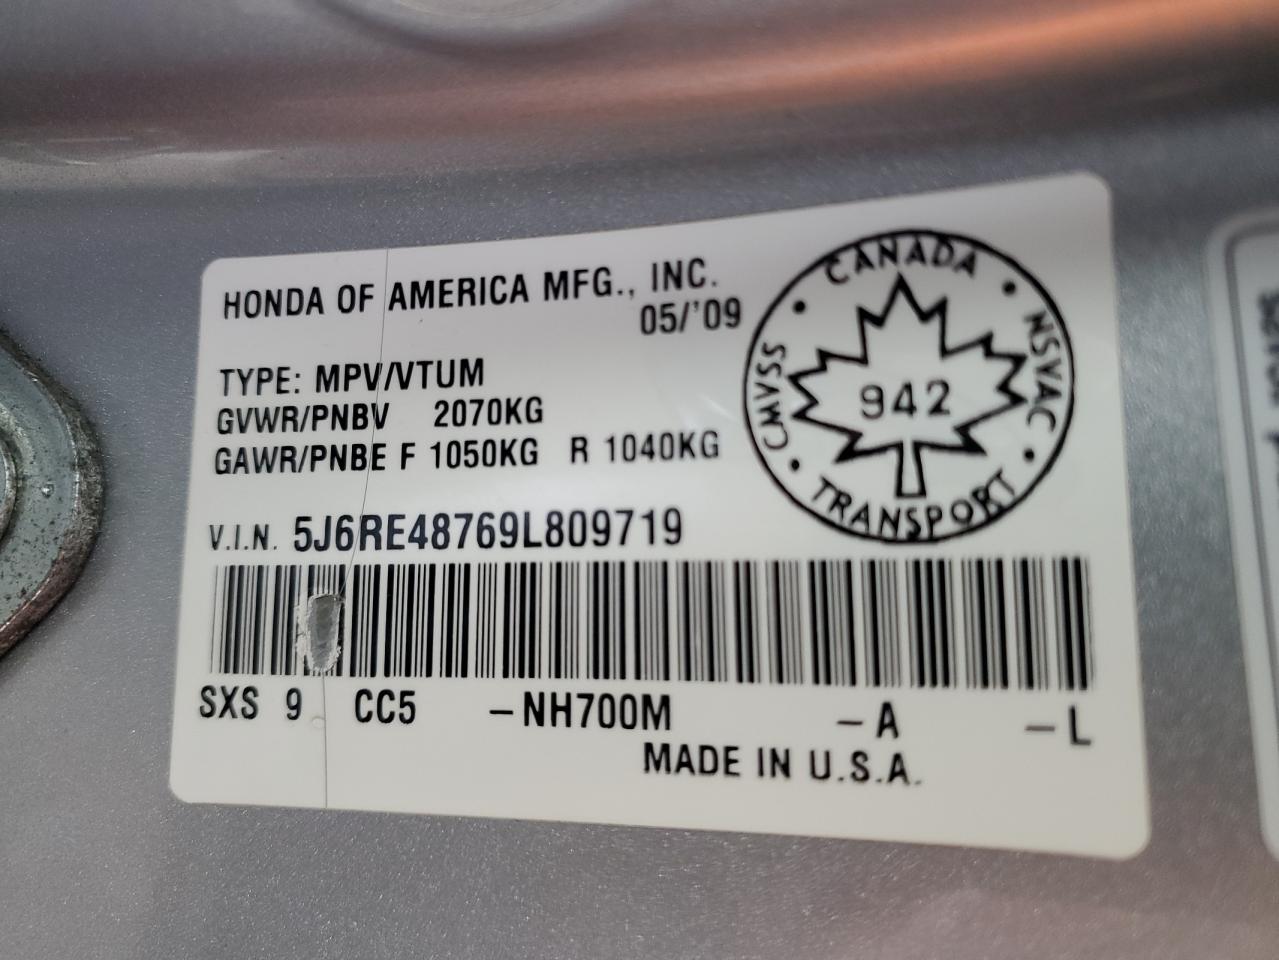 HONDA OF AMERICA MFG., INC.
05/'09
TYPE: MPV/VTUM
GVWR/PNBV 2070KG
GAWR/PNBE F 1050KG R 1040KG
V.I.N. 5J6RE48769L809719
SXS 9 CC5 -NH700M -A -L
MADE IN U.S.A.
CANADA
NSVAC
TRANSPORT
CMVSS
942